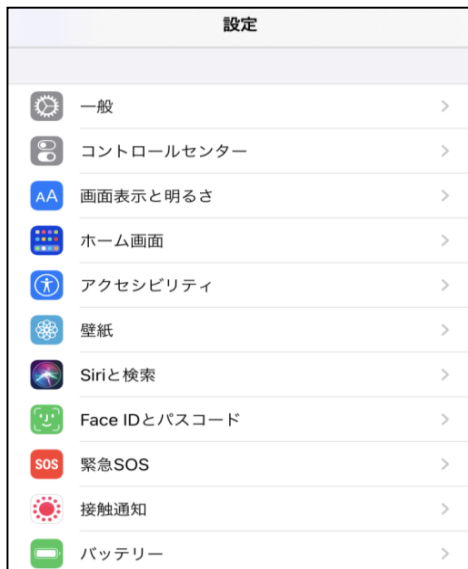 設定
一般
コントロールセンター
AA 画面表示と明るさ
ホーム画面
アクセシビリティ
壁紙
Siriと検索
Face IDとパスコード
SOS 緊急SOS
接触通知
バッテリー